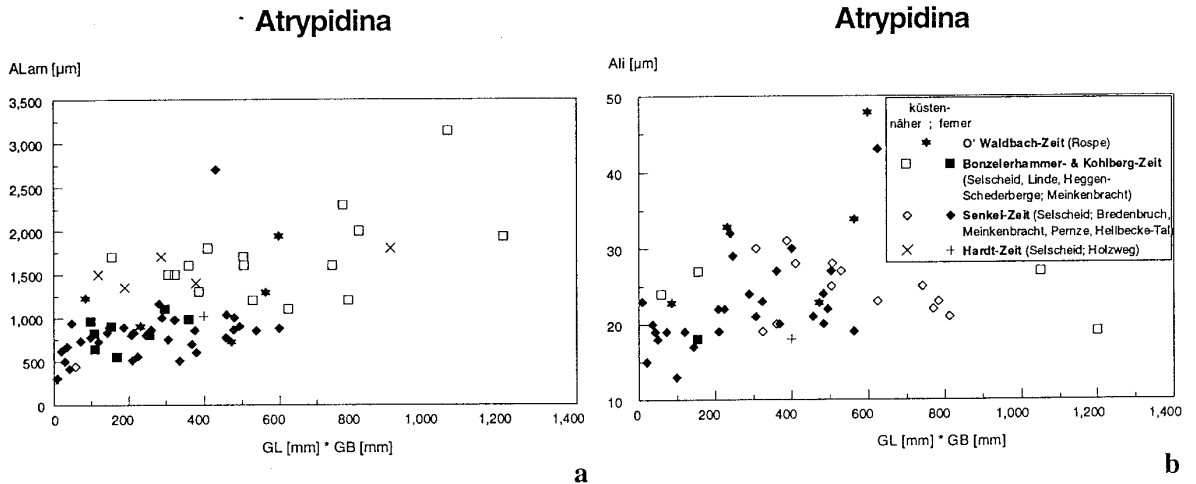 Atrypidina
ALam [µm]
3,500
3,000
2,500
2,000
1,500
1,000
500
0
0 200 400 600 800 1,000 1,200 1,400
GL [mm] * GB [mm]
a
Atrypidina
Ali [µm]
50
40
30
20
10
0 200 400 600 800 1,000 1,200 1,400
GL [mm] * GB [mm]
b
küsten-
näher ; ferner
O' Waldbach-Zeit (Rospe)
Bonzelerhammer- & Kohlberg-Zeit
(Selscheid, Linde, Heggen-
Schederberge; Meinkenbracht)
Senkel-Zeit (Selscheid; Bredenbruch,
Meinkenbracht, Pernze, Hellbecke-Tal)
Hardt-Zeit (Selscheid; Holzweg)